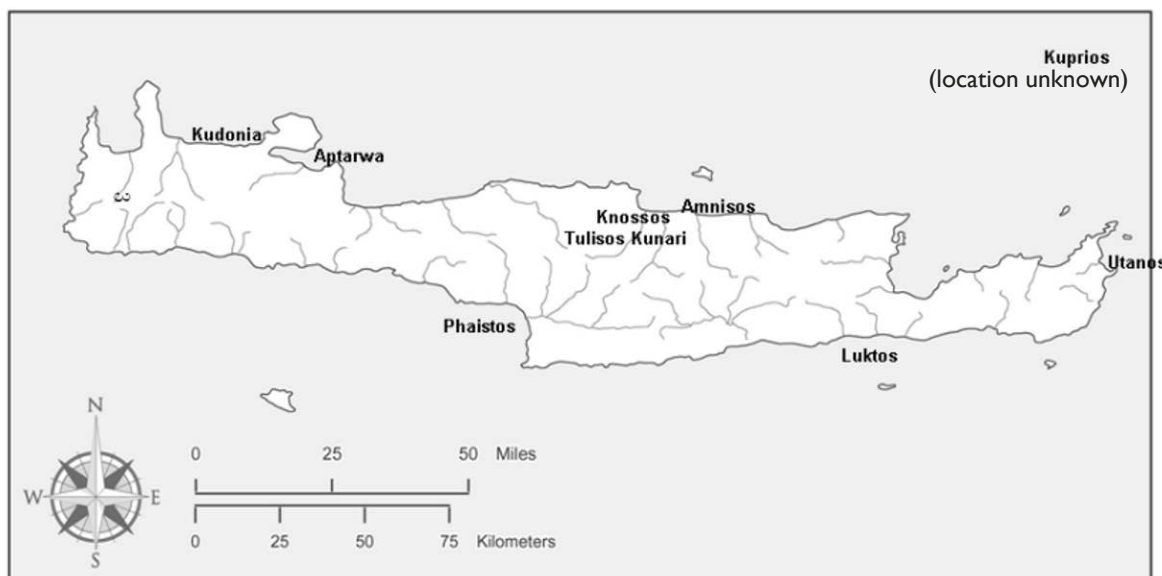 Kuprios
(location unknown)
Kudonia
Aptarwa
Amnisos
Knossos
Tulisos Kunari
Utanos
Phaistos
Luktos
N
W E
S
0 25 50 Miles
0 25 50 75 Kilometers